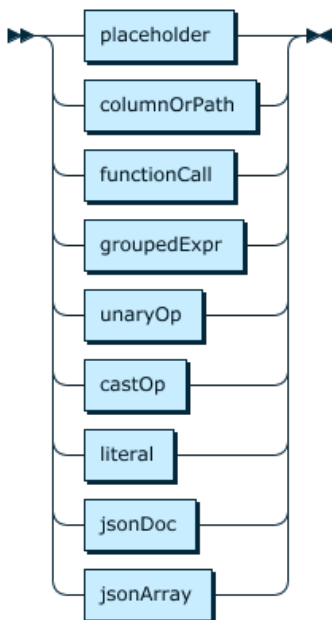 placeholder
columnOrPath
functionCall
groupedExpr
unaryOp
castOp
literal
jsonDoc
jsonArray